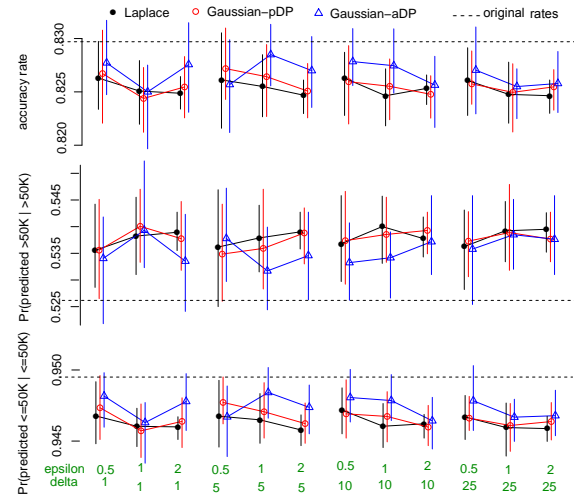 Laplace Gaussian-pDP Gaussian-aDP original rates
accuracy rate
0.830
0.825
0.820
Pr(predicted >50K | >50K)
0.545
0.535
0.525
Pr(predicted <=50K | <=50K)
0.950
0.945
epsilon 0.5 1 2 0.5 1 2 0.5 1 2 0.5 1 2
delta 1 1 1 5 5 5 10 10 10 25 25 25